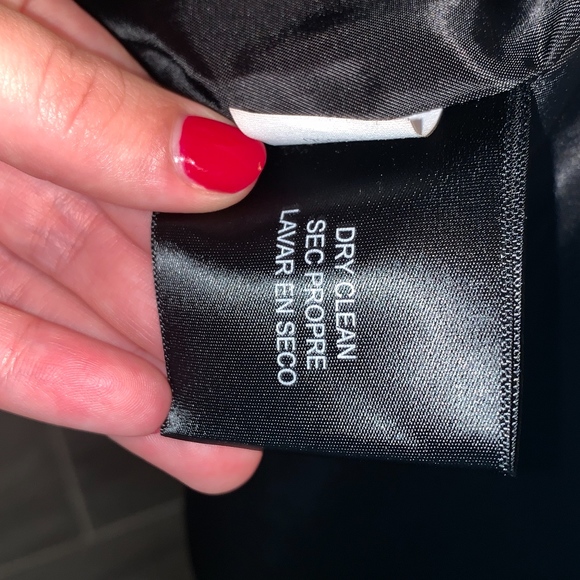 DRY CLEAN
SEC PROPRE
LAVAR EN SECO